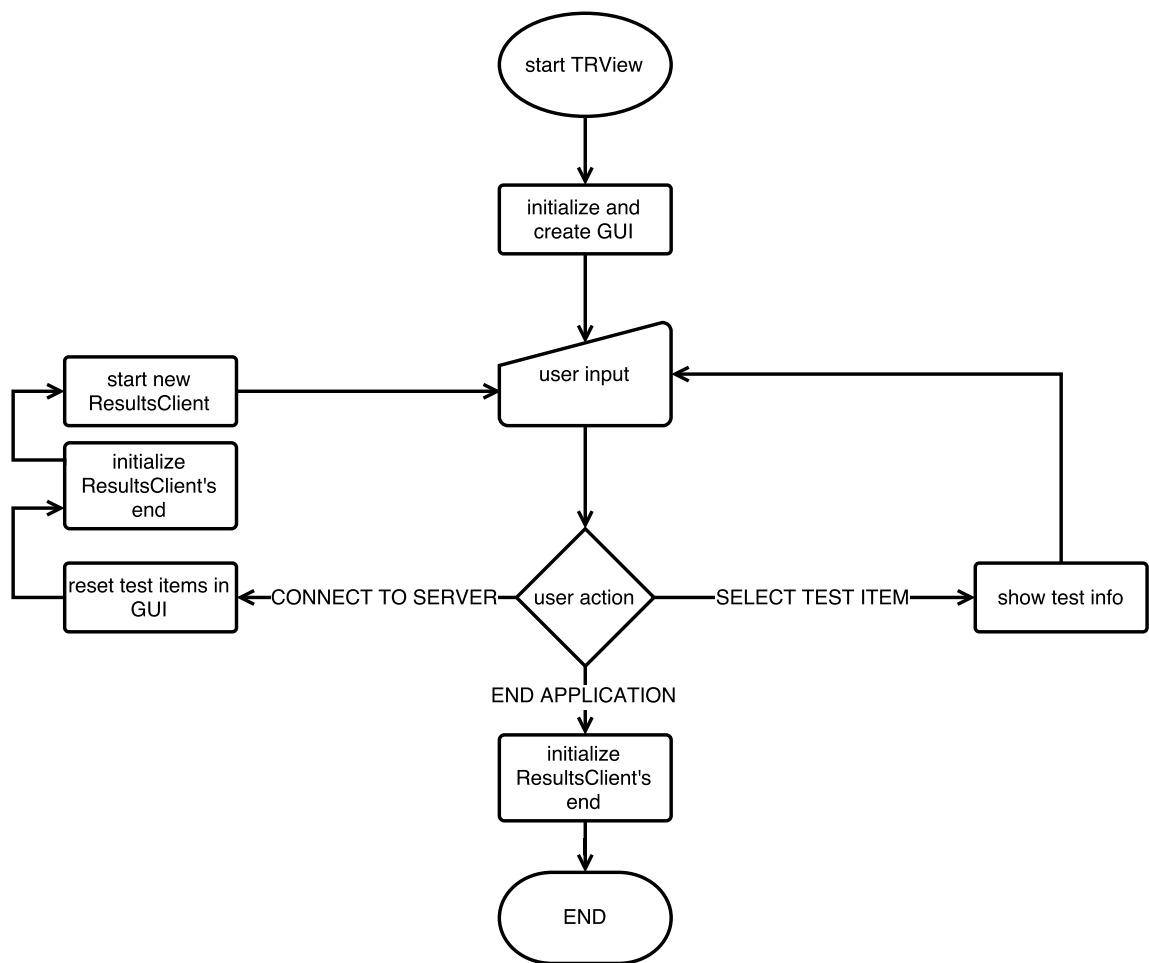 start TRView
initialize and
create GUI
user input
start new
ResultsClient
initialize
ResultsClient's
end
reset test items in
GUI
CONNECT TO SERVER
user action
SELECT TEST ITEM
show test info
END APPLICATION
initialize
ResultsClient's
end
END